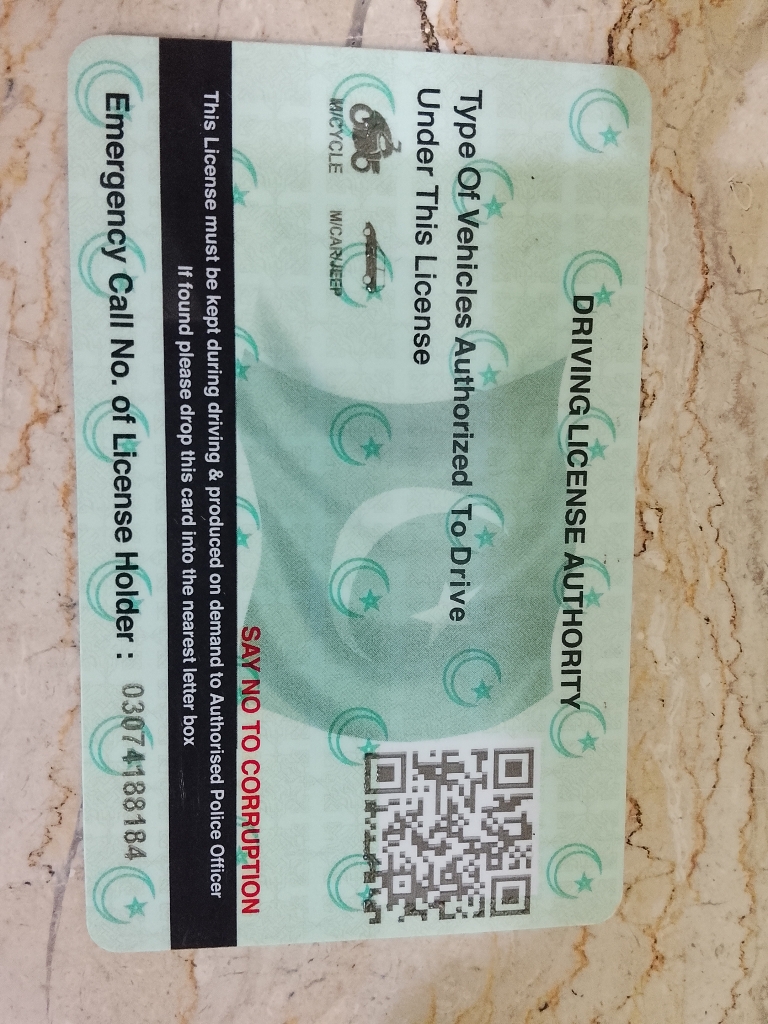 DRIVING LICENSE AUTHORITY
Type Of Vehicles Authorized To Drive
Under This License
M/CYCLE M/CAR/JEEP
SAY NO TO CORRUPTION
This License must be kept during driving & produced on demand to Authorised Police Officer
If found please drop this card into the nearest letter box
Emergency Call No. of License Holder : 03074188184